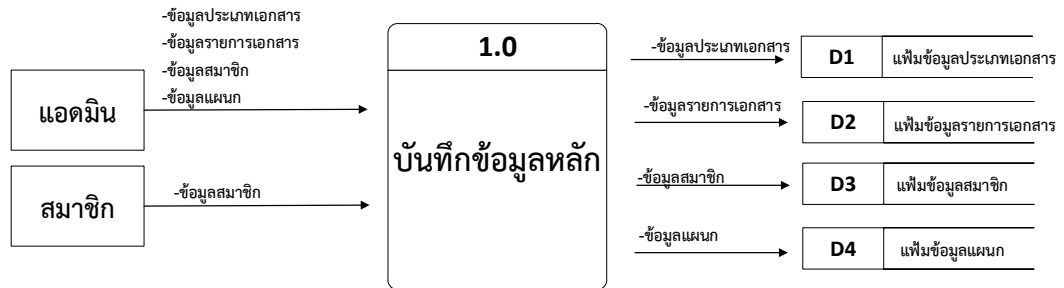 -ข้อมูลประเภทเอกสาร
-ข้อมูลรายการเอกสาร
-ข้อมูลสมาชิก
-ข้อมูลแผนก
แอดมิน
สมาชิก
-ข้อมูลสมาชิก
1.0
บันทึกข้อมูลหลัก
-ข้อมูลประเภทเอกสาร
D1 แฟ้มข้อมูลประเภทเอกสาร
-ข้อมูลรายการเอกสาร
D2 แฟ้มข้อมูลรายการเอกสาร
-ข้อมูลสมาชิก
D3 แฟ้มข้อมูลสมาชิก
-ข้อมูลแผนก
D4 แฟ้มข้อมูลแผนก